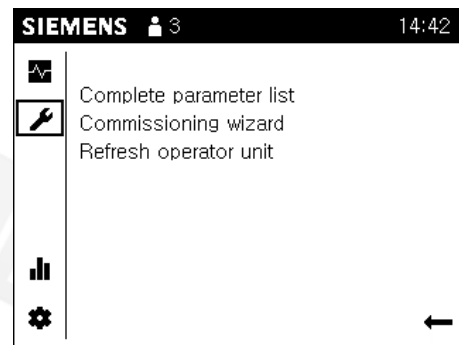 SIEMENS 3 14:42
Complete parameter list
Commissioning wizard
Refresh operator unit